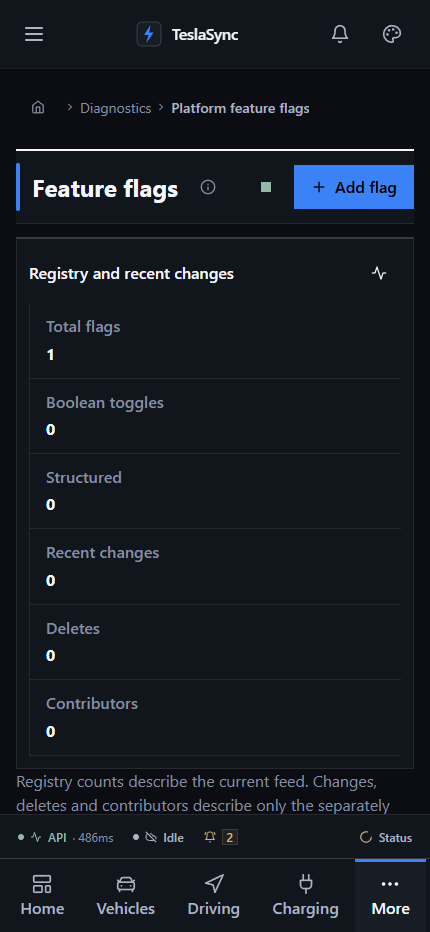 TeslaSync
Diagnostics
Platform feature flags
Feature flags
Add flag
Registry and recent changes
Total flags
1
Boolean toggles
0
Structured
0
Recent changes
0
Deletes
0
Contributors
0
Registry counts describe the current feed. Changes,
deletes and contributors describe only the separately
API · 486ms
Idle
2
Status
Home
Vehicles
Driving
Charging
More